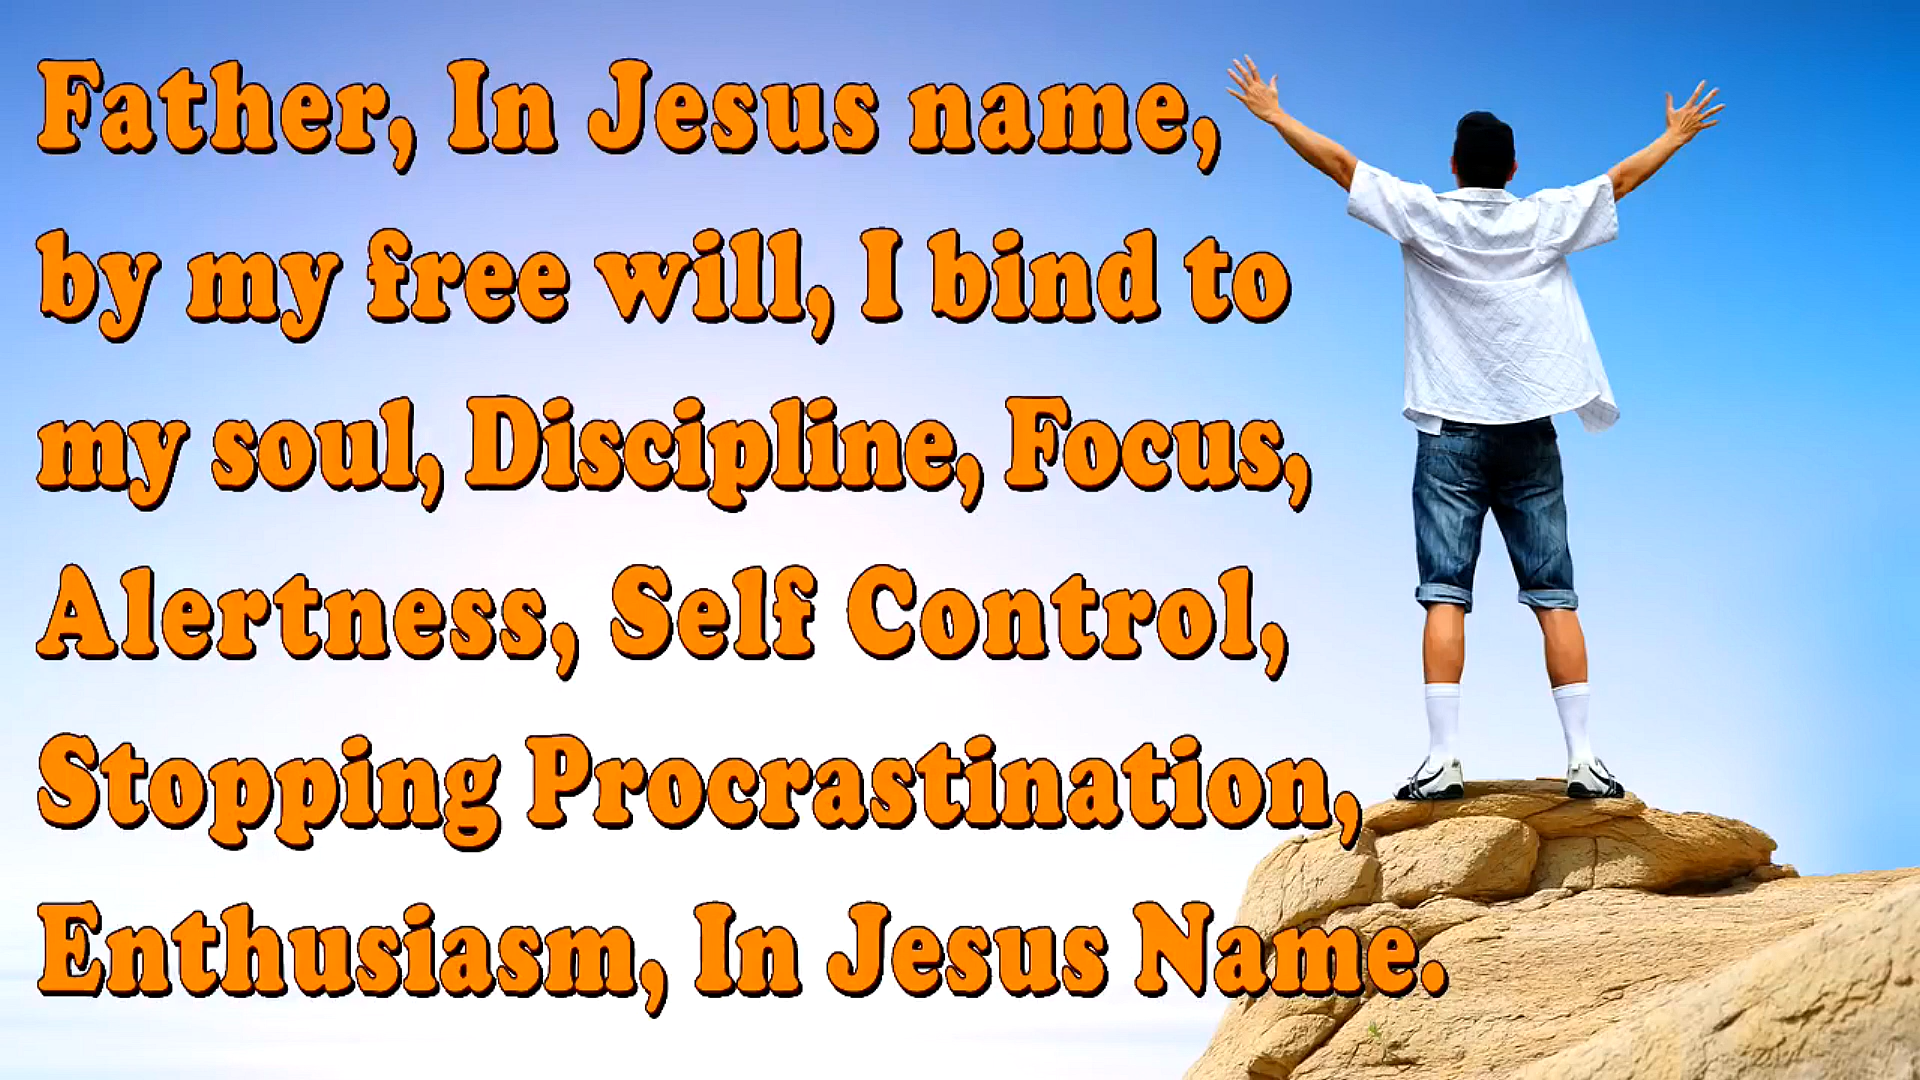 Father, In Jesus name,
by my free will, I bind to
my soul, Discipline, Focus,
Alertness, Self Control,
Stopping Procrastination,
Enthusiasm, In Jesus Name.